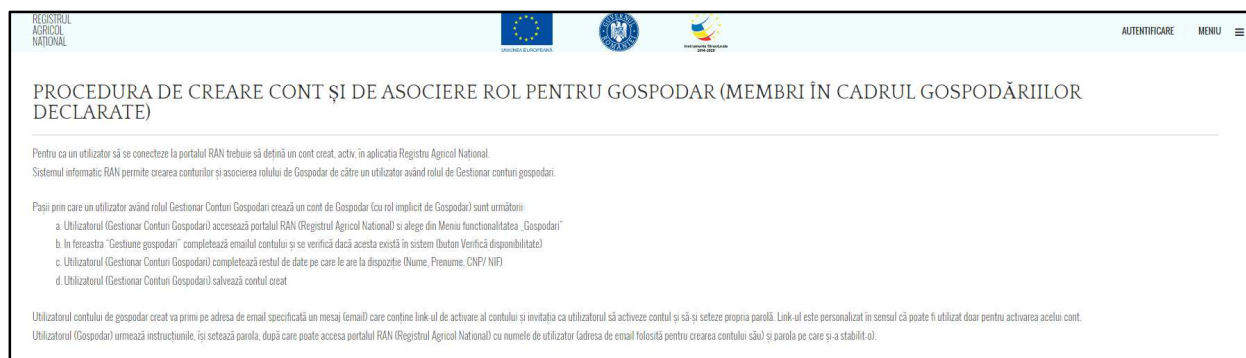 REGISTRUL
AGRICOL
NAȚIONAL
UNIUNEA EUROPEANĂ
GUVERNUL ROMÂNIEI
Instrumente Structurale
2014-2020
AUTENTIFICARE MENIU
PROCEDURA DE CREARE CONT ȘI DE ASOCIERE ROL PENTRU GOSPODAR (MEMBRI ÎN CADRUL GOSPODĂRIILOR
DECLARATE)
Pentru ca un utilizator să se conecteze la portalul RAN trebuie să dețină un cont creat, activ, în aplicația Registru Agricol Național.
Sistemul informatic RAN permite crearea conturilor și asocierea rolului de Gospodar de către un utilizator având rolul de Gestionar conturi gospodari.
Pașii prin care un utilizator având rolul Gestionar Conturi Gospodari crează un cont de Gospodar (cu rol implicit de Gospodar) sunt următorii:
a. Utilizatorul (Gestionar Conturi Gospodari) accesează portalul RAN (Registrul Agricol National) si alege din Meniu functionalitatea „Gospodari”
b. In fereastra “Gestiune gospodari” completează emailul contului și se verifică dacă acesta există în sistem (buton Verifică disponibilitate)
c. Utilizatorul (Gestionar Conturi Gospodari) completează restul de date pe care le are la dispoziție (Nume, Prenume, CNP/ NIF)
d. Utilizatorul (Gestionar Conturi Gospodari) salvează contul creat
Utilizatorul contului de gospodar creat va primi pe adresa de email specificată un mesaj (email) care conține link-ul de activare al contului și invitația ca utilizatorul să activeze contul și să-și seteze propria parolă. Link-ul este personalizat în sensul că poate fi utilizat doar pentru activarea acelui cont.
Utilizatorul (Gospodar) urmează instrucțiunile, își setează parola, după care poate accesa portalul RAN (Registrul Agricol National) cu numele de utilizator (adresa de email folosită pentru crearea contului său) și parola pe care și-a stabilit-o).